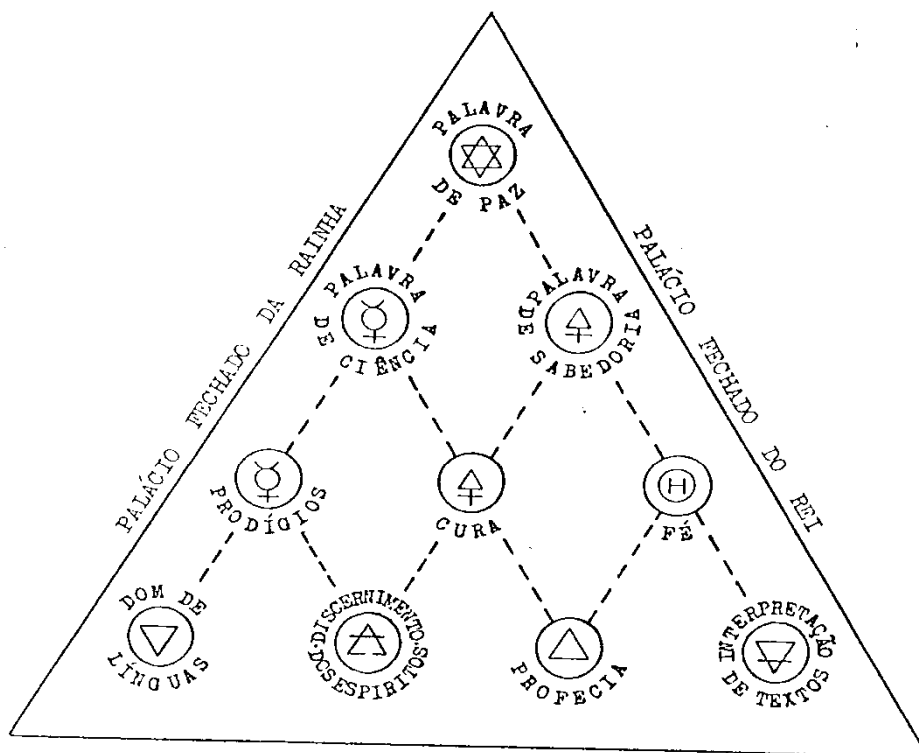 PALAVRA
DE PAZ
PALÁCIO FECHADO DA RAINHA
PALÁCIO FECHADO DO REI
PALAVRA
DE CIÊNCIA
PALAVRA
DE SABEDORIA
PRODÍGIOS
CURA
H
FÉ
DOM DE
LÍNGUAS
DISCERNIMENTO
DOS ESPIRITOS
PROFECIA
INTERPRETAÇÃO
DE TEXTOS